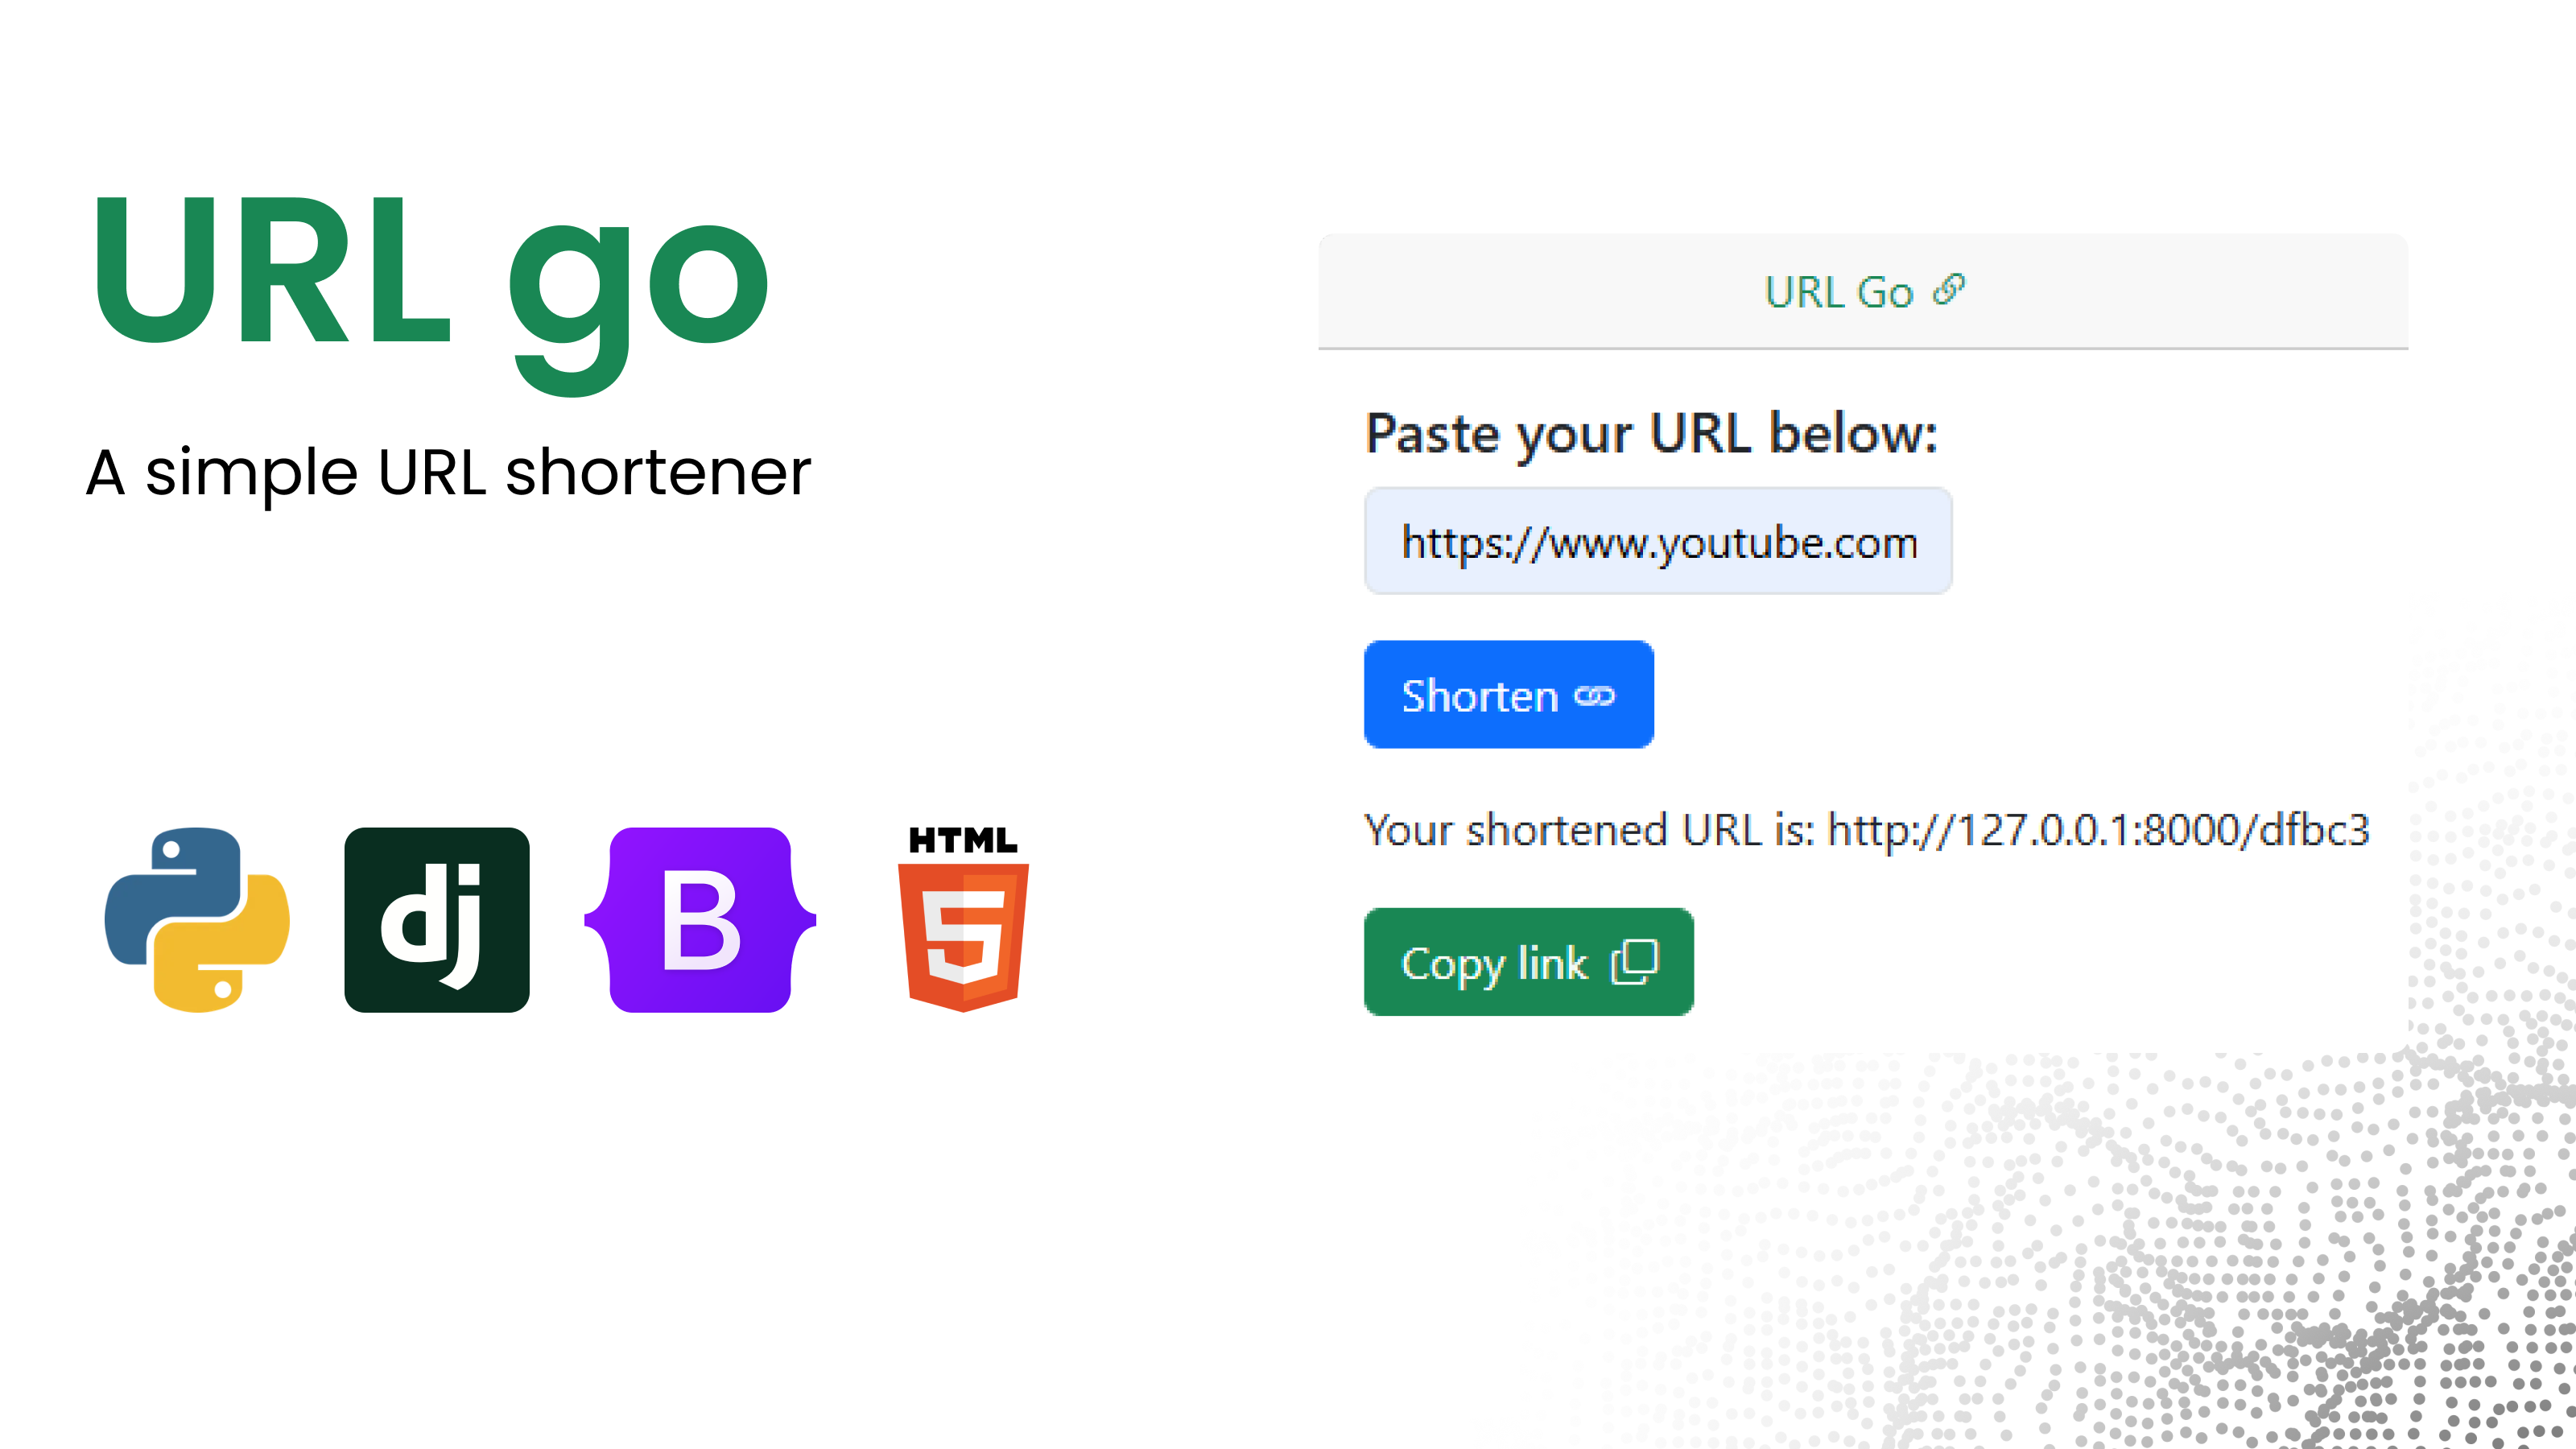 URL go
A simple URL shortener
dj
B
HTML
5
URL Go
Paste your URL below:
https://www.youtube.com
Shorten
Your shortened URL is: http://127.0.0.1:8000/dfbc3
Copy link